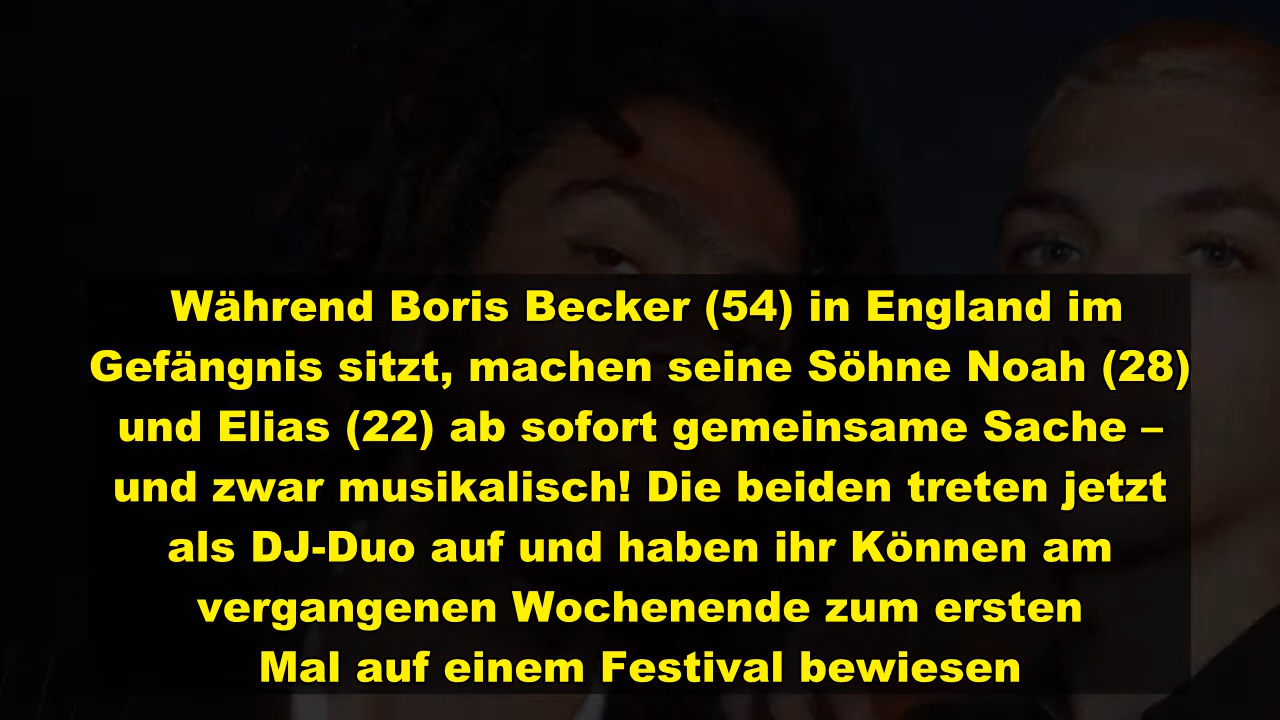 Während Boris Becker (54) in England im
Gefängnis sitzt, machen seine Söhne Noah (28)
und Elias (22) ab sofort gemeinsame Sache –
und zwar musikalisch! Die beiden treten jetzt
als DJ-Duo auf und haben ihr Können am
vergangenen Wochenende zum ersten
Mal auf einem Festival bewiesen